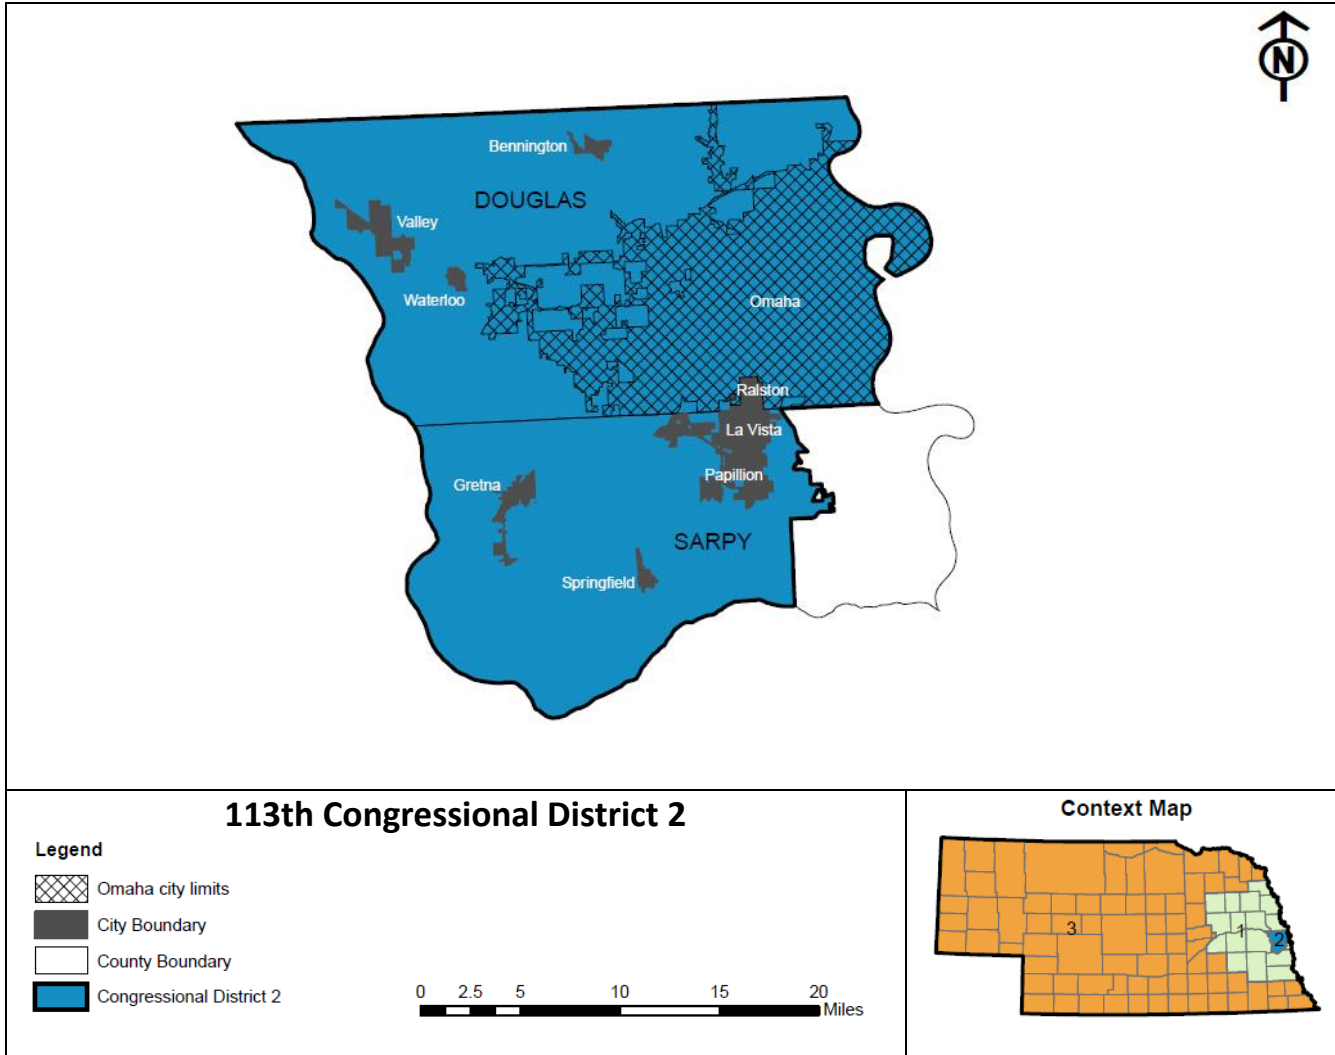 N
Bennington
DOUGLAS
Valley
Waterloo
Omaha
Ralston
La Vista
Papillion
Gretna
SARPY
Springfield
113th Congressional District 2
Legend
Omaha city limits
City Boundary
County Boundary
Congressional District 2
0 2.5 5 10 15 20
Miles
Context Map
3
1
2